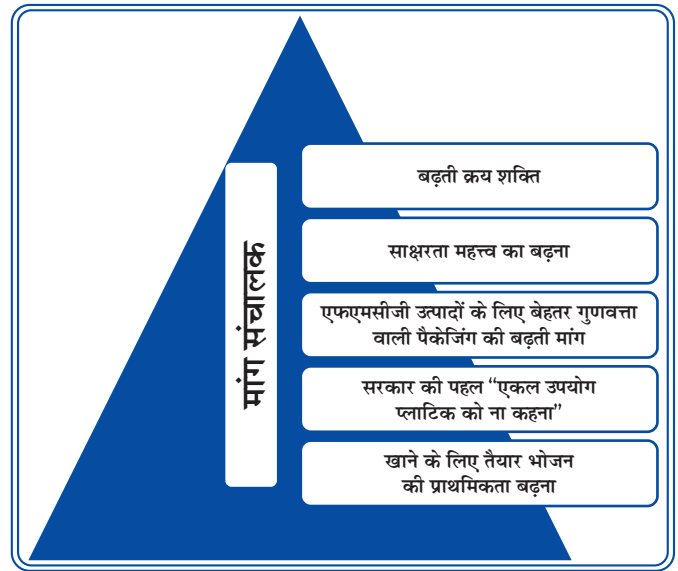 मांग संचालक
बढ़ती क्रय शक्ति
साक्षरता महत्त्व का बढ़ना
एफएमसीजी उत्पादों के लिए बेहतर गुणवत्ता
वाली पैकेजिंग की बढ़ती मांग
सरकार की पहल “एकल उपयोग
प्लाटिक को ना कहना”
खाने के लिए तैयार भोजन
की प्राथमिकता बढ़ना